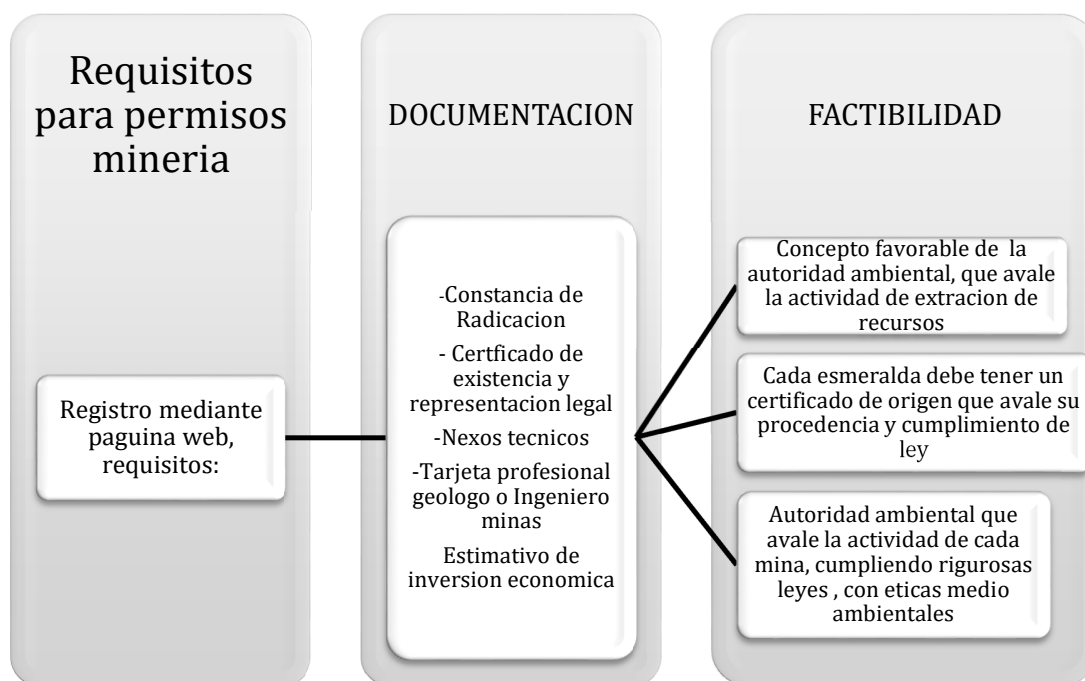 Requisitos
para permisos
mineria
Registro mediante
paguina web,
requisitos:
DOCUMENTACION
-Constancia de
Radicacion
- Certficado de
existencia y
representacion legal
-Nexos tecnicos
-Tarjeta profesional
geologo o Ingeniero
minas
Estimativo de
inversion economica
FACTIBILIDAD
Concepto favorable de la
autoridad ambiental, que avale
la actividad de extracion de
recursos
Cada esmeralda debe tener un
certificado de origen que avale su
procedencia y cumplimiento de
ley
Autoridad ambiental que
avale la actividad de cada
mina, cumpliendo rigurosas
leyes , con eticas medio
ambientales